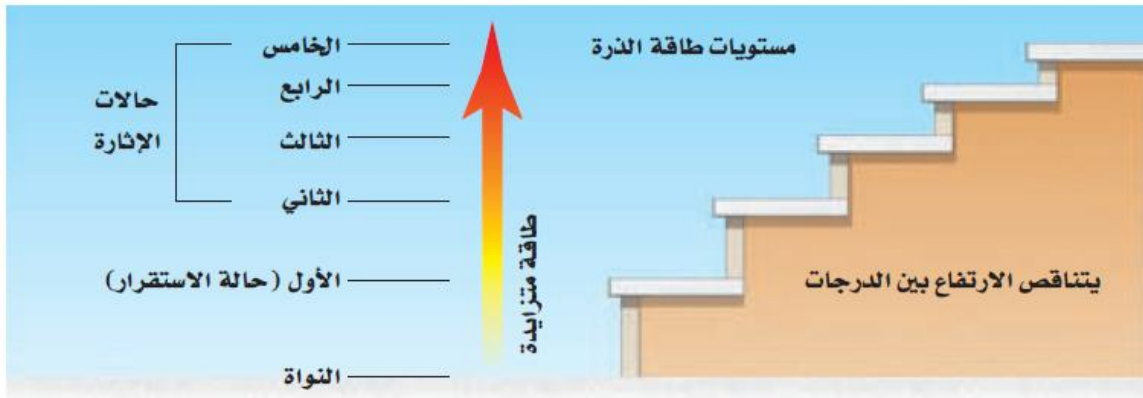 مستويات طاقة الذرة
يتناقص الارتفاع بين الدرجات
طاقة متزايدة
الخامس
الرابع
الثالث
الثاني
الأول (حالة الاستقرار)
النواة
حالات
الإثارة